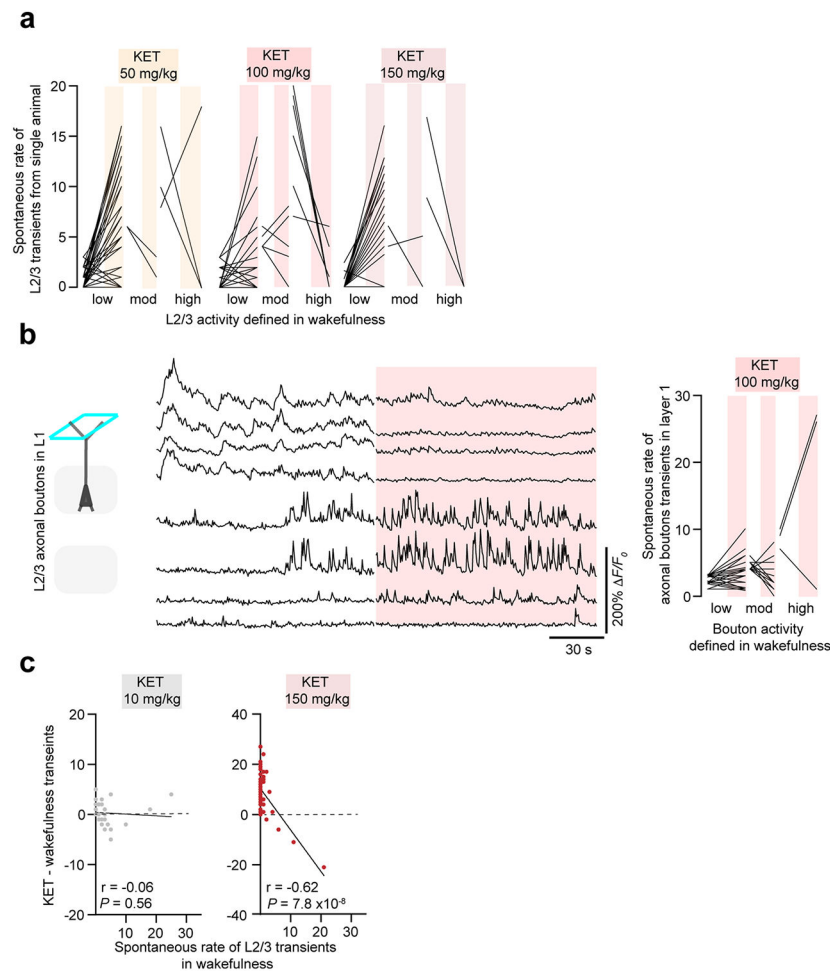 a
KET
50 mg/kg
KET
100 mg/kg
KET
150 mg/kg
Spontaneous rate of
L2/3 transients from single animal
20
15
10
5
0
low mod high low mod high low mod high
L2/3 activity defined in wakefulness
b
L2/3 axonal boutons in L1
200% ΔF/F0
30 s
KET
100 mg/kg
Spontaneous rate of
axonal boutons transients in layer 1
30
20
10
0
low mod high
Bouton activity
defined in wakefulness
c
KET
10 mg/kg
KET
150 mg/kg
KET - wakefulness transeints
20
10
0
-10
-20
r = -0.06
P = 0.56
0 10 20 30
40
20
0
-20
-40
r = -0.62
P = 7.8 x10-8
0 10 20 30
Spontaneous rate of L2/3 transients
in wakefulness